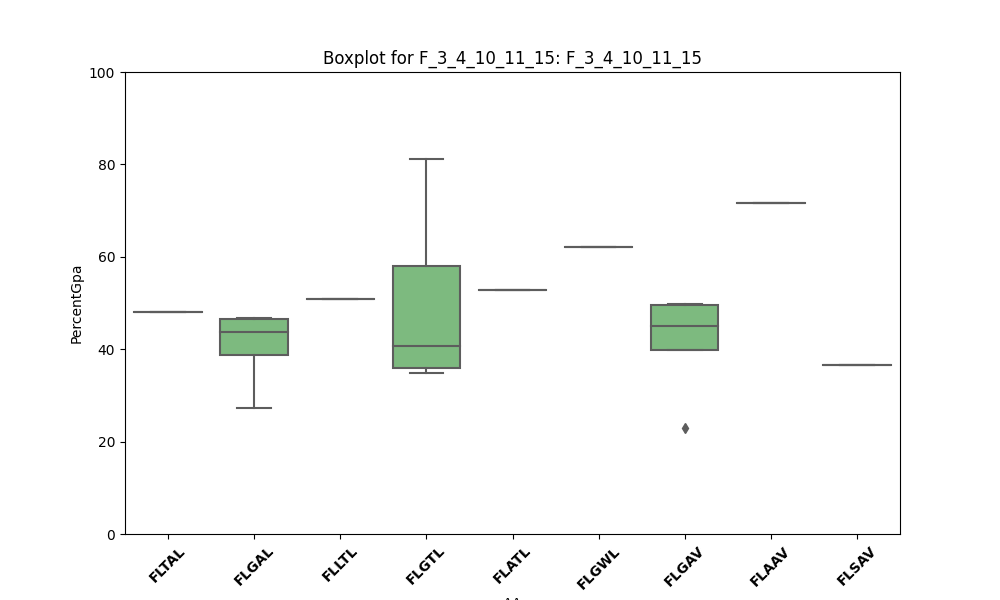 Boxplot for F_3_4_10_11_15: F_3_4_10_11_15
PercentGpa
100
80
60
40
20
0
FLTAL
FLGAL
FLLTL
FLGTL
FLATL
FLGWL
FLGAV
FLAAV
FLSAV